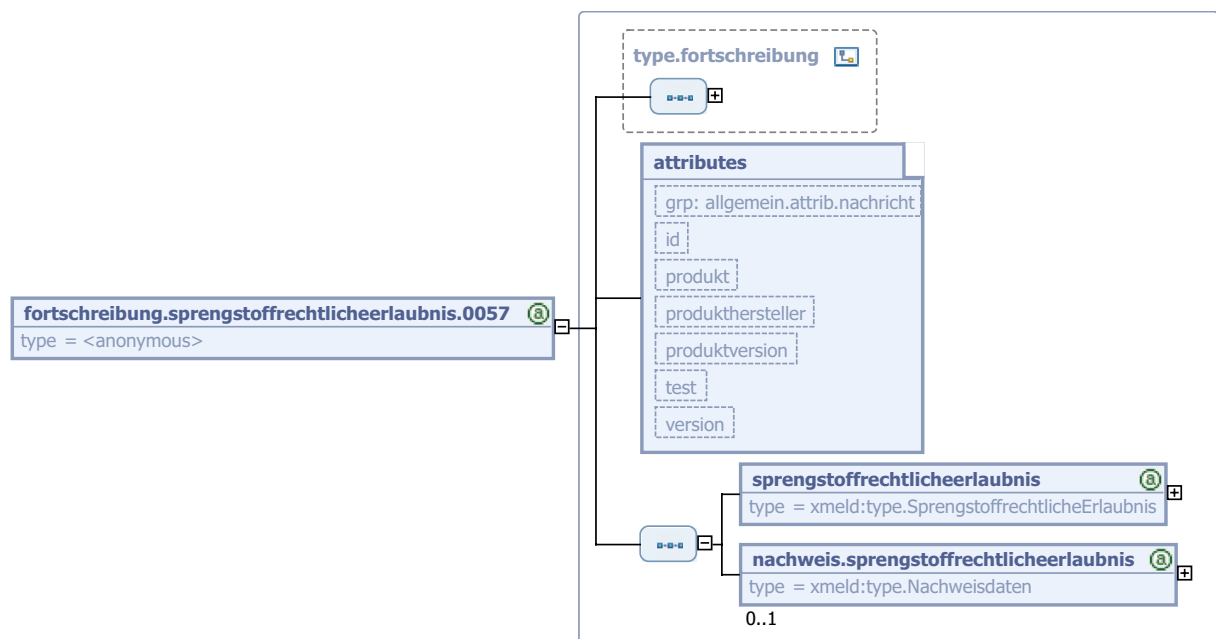 type.fortschreibung
attributes
grp: allgemein.attrib.nachricht
id
produkt
produkthersteller
produktversion
test
version
fortschreibung.sprengstoffrechtlicheerlaubnis.0057 a
type = <anonymous>
sprengstoffrechtlicheerlaubnis a
type = xmeld:type.SprengstoffrechtlicheErlaubnis
nachweis.sprengstoffrechtlicheerlaubnis a
type = xmeld:type.Nachweisdaten
0..1